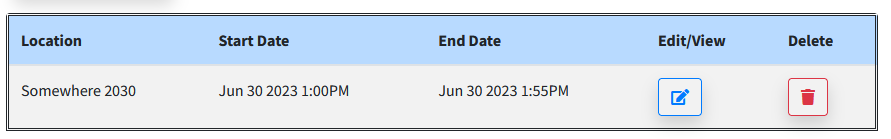 Location Start Date End Date Edit/View Delete
Somewhere 2030 Jun 30 2023 1:00PM Jun 30 2023 1:55PM